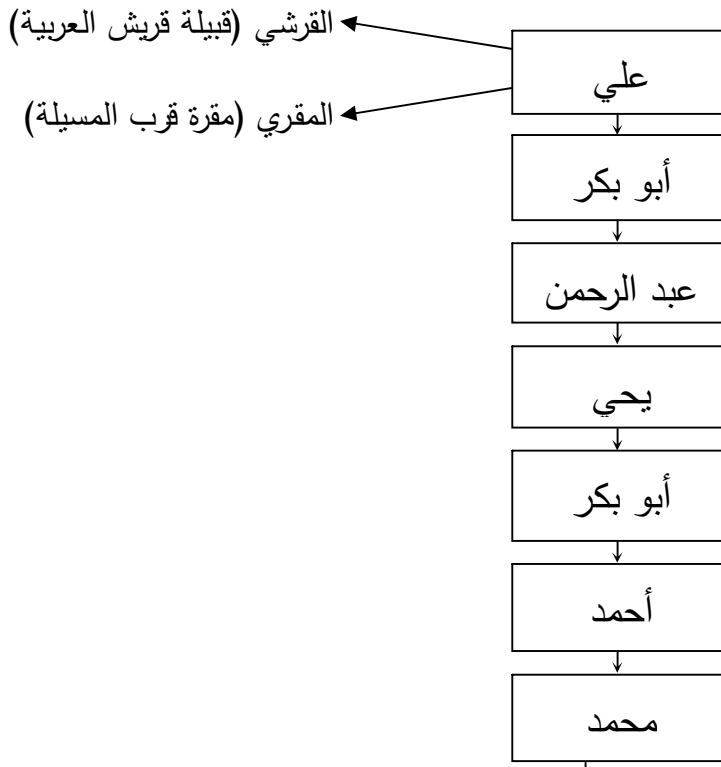 القرشي (قبيلة قريش العربية)
علي
المقري (مقرة قرب المسيلة)
أبو بكر
عبد الرحمن
يحي
أبو بكر
أحمد
محمد